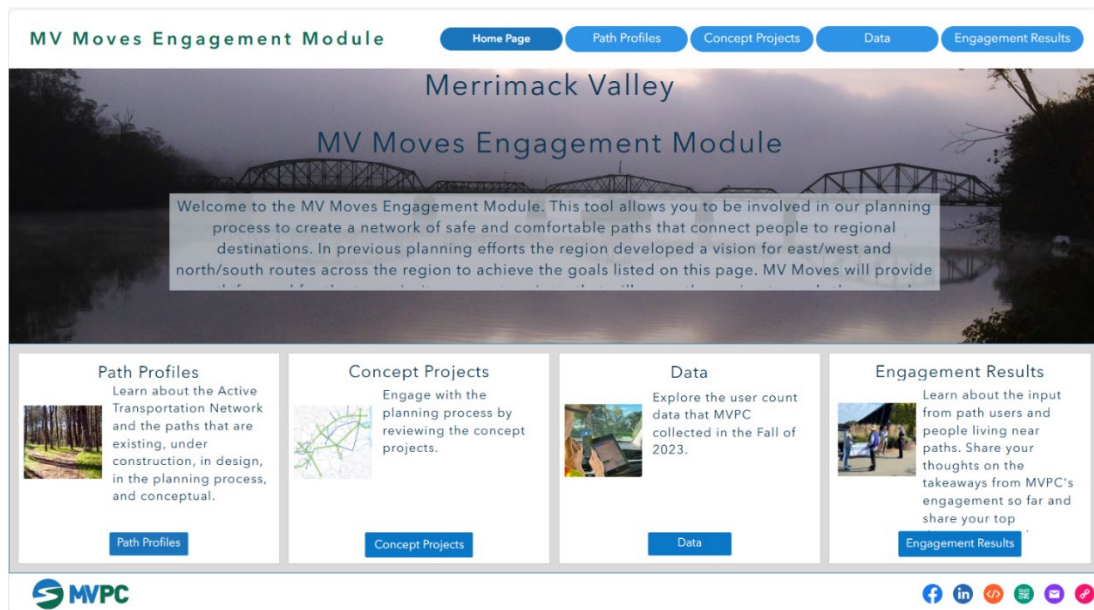 MV Moves Engagement Module
Home Page
Path Profiles
Concept Projects
Data
Engagement Results
Merrimack Valley
MV Moves Engagement Module
Welcome to the MV Moves Engagement Module. This tool allows you to be involved in our planning
process to create a network of safe and comfortable paths that connect people to regional
destinations. In previous planning efforts the region developed a vision for east/west and
north/south routes across the region to achieve the goals listed on this page. MV Moves will provide
Path Profiles
Learn about the Active
Transportation Network
and the paths that are
existing, under
construction, in design,
in the planning process,
and conceptual.
Path Profiles
Concept Projects
Engage with the
planning process by
reviewing the concept
projects.
Concept Projects
Data
Explore the user count
data that MVPC
collected in the Fall of
2023.
Data
Engagement Results
Learn about the input
from path users and
people living near
paths. Share your
thoughts on the
takeaways from MVPC's
engagement so far and
share your top
Engagement Results
MVPC